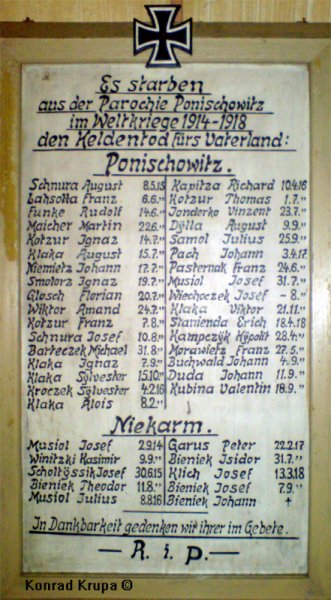 Es starben
aus der Parochie Ponischowitz
im Weltkriege 1914-1918
den Heldentod fürs Vaterland:
Ponischowitz.
Schnura August 8.5.15 Kapitza Richard 10.4.16
Lahsotta Franz 6.6." Kotzur Thomas 1.7."
Funke Rudolf 14.6." Jonderko Vinzent 23.7."
Maicher Martin 22.6." Dylla August 9.9."
Kotzur Ignaz 14.7." Samol Julius 25.9."
Klaka August 15.7." Pach Johann 3.4.17
Niemietz Johann 17.7." Pasternak Franz 24.6."
Smolorz Ignaz 19.7." Musiol Josef 31.7."
Glosch Florian 20.7." Wiechoczek Josef - 8."
Wiktor Amand 24.7." Klaka Viktor 21.11."
Kotzur Franz 7.8." Stanienda Erich 18.4.18
Schnura Josef 10.8." Kampczyk Hippolit 28.4."
Barteczek Michael 31.8." Morawietz Franz 27.5."
Klaka Ignaz 7.9." Buchwald Johann 4.9."
Klaka Sylvester 15.10." Duda Johann 11.9."
Kroczek Sylvester 4.2.16 Kubina Valentin 18.9."
Klaka Alois 8.2."
Niekarm.
Musiol Josef 2.9.14 Garus Peter 22.2.17
Winitzki Kasimir 9.9." Bieniek Isidor 31.7."
Scholtyssik Josef 30.6.15 Klich Josef 13.3.18
Bieniek Theodor 11.8." Bieniek Josef 7.9."
Musiol Julius 8.8.16 Bieniek Johann +
In Dankbarkeit gedenken wir ihrer im Gebete.
— R. i. p. —
Konrad Krupa ©